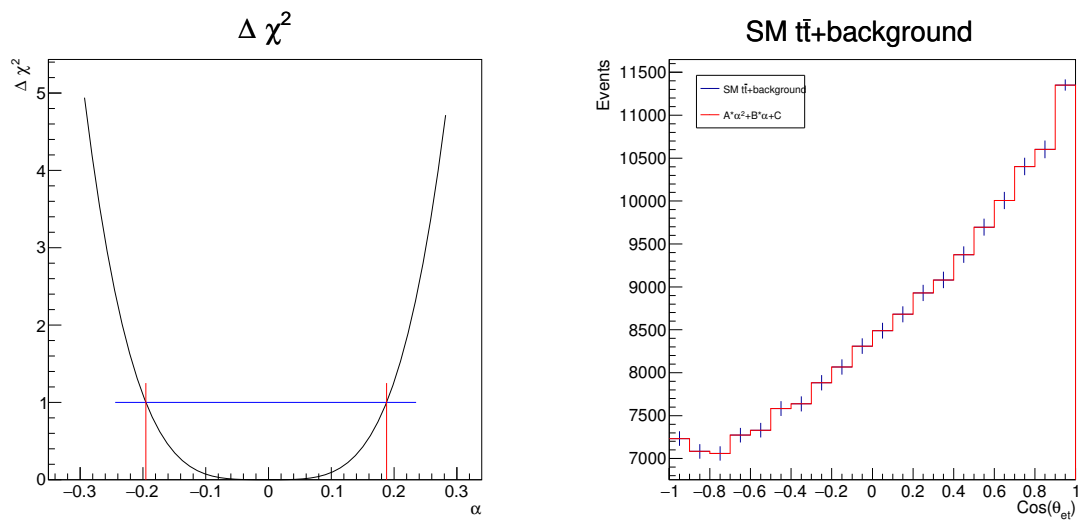 Δ χ²
Δ χ²
5
4
3
2
1
0
−0.3 −0.2 −0.1 0 0.1 0.2 0.3
α
SM tt̄+background
Events
SM tt̄+background
A*α²+B*α+C
11500
11000
10500
10000
9500
9000
8500
8000
7500
7000
−1 −0.8 −0.6 −0.4 −0.2 0 0.2 0.4 0.6 0.8 1
Cos(θₑₜ)